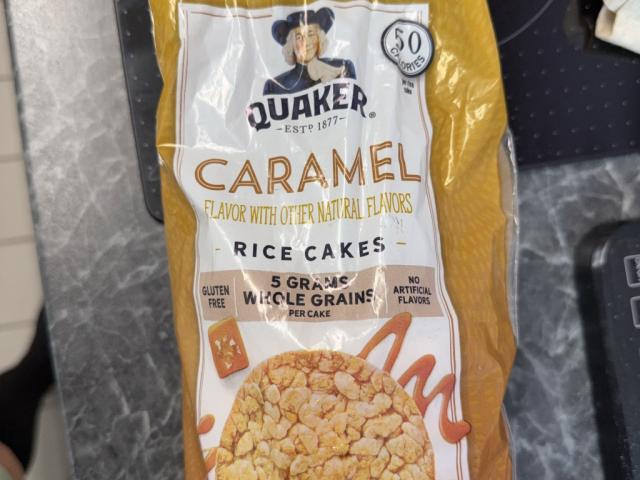 50
CALORIES
QUAKER®
EST? 1877
CARAMEL
FLAVOR WITH OTHER NATURAL FLAVORS
RICE CAKES
GLUTEN
FREE
5 GRAMS
WHOLE GRAINS
PER CAKE
NO
ARTIFICIAL
FLAVORS